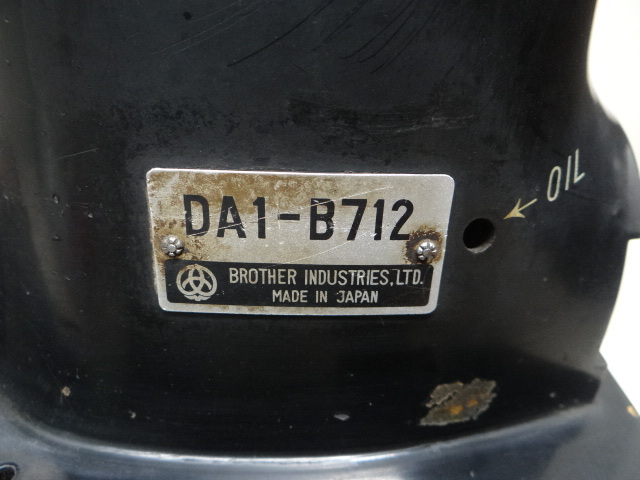 DA1-B712
BROTHER INDUSTRIES, LTD.
MADE IN JAPAN
OIL